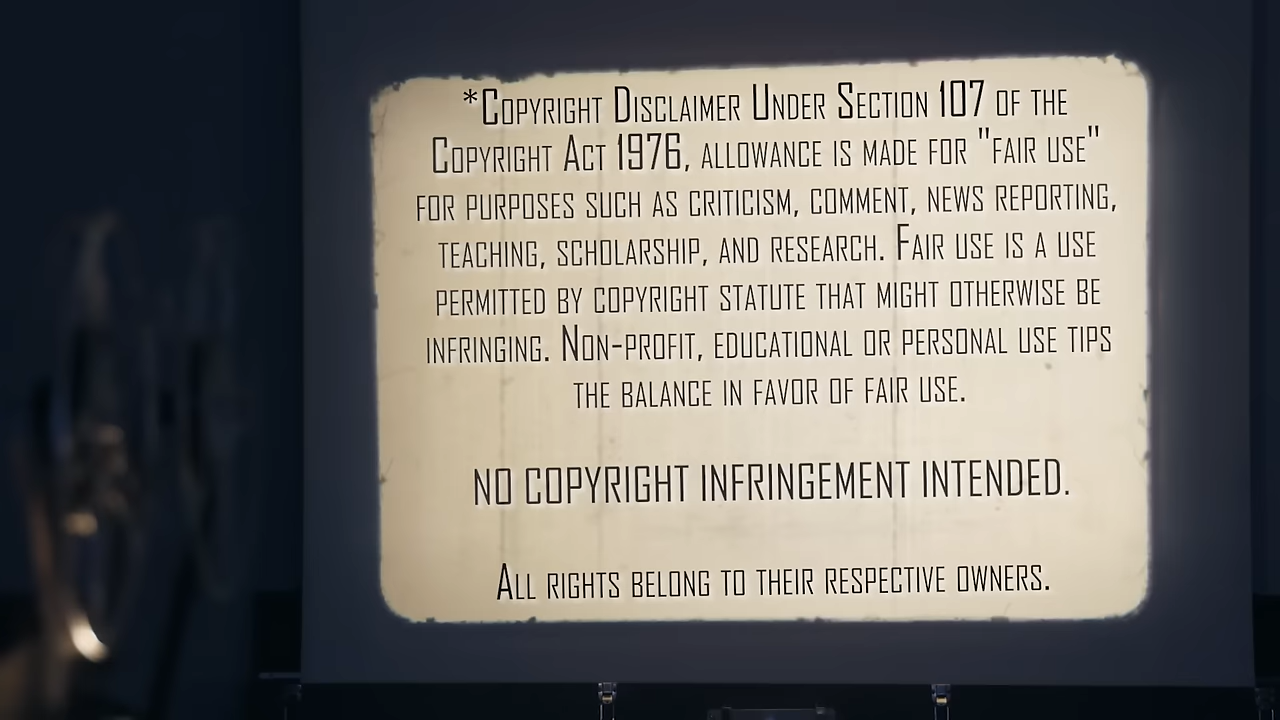 *Copyright Disclaimer Under Section 107 of the
Copyright Act 1976, allowance is made for "fair use"
for purposes such as criticism, comment, news reporting,
teaching, scholarship, and research. Fair use is a use
permitted by copyright statute that might otherwise be
infringing. Non-profit, educational or personal use tips
the balance in favor of fair use.
NO COPYRIGHT INFRINGEMENT INTENDED.
All rights belong to their respective owners.